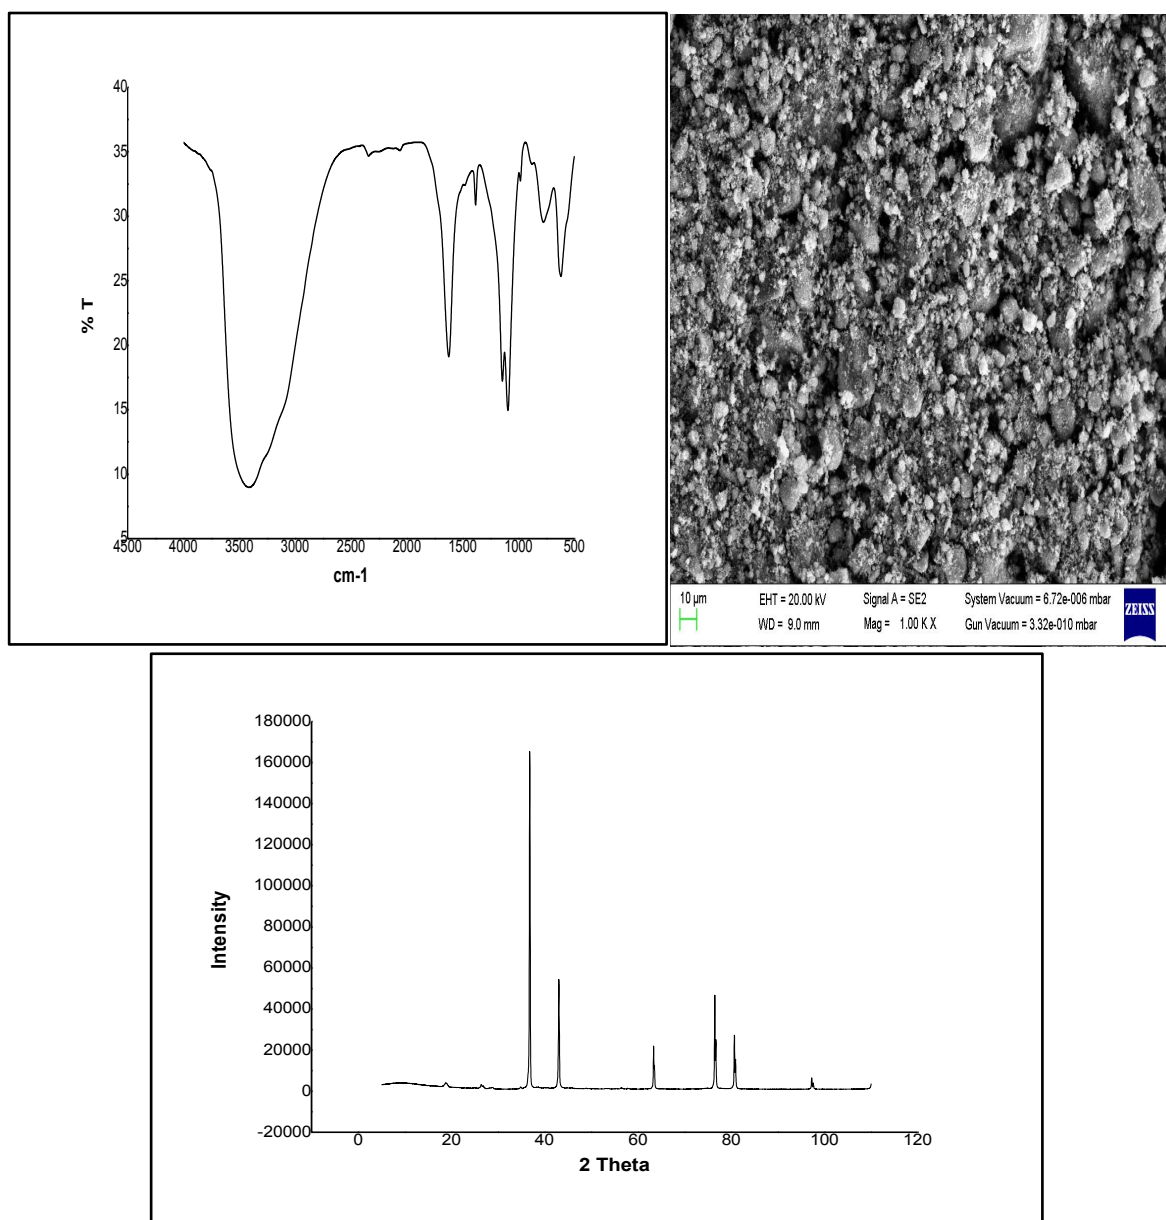 40
35
30
25
20
15
10
5
% T
4500 4000 3500 3000 2500 2000 1500 1000 500
cm-1
10 µm
EHT = 20.00 kV Signal A = SE2 System Vacuum = 6.72e-006 mbar
WD = 9.0 mm Mag = 1.00 K X Gun Vacuum = 3.32e-010 mbar
ZEISS
180000
160000
140000
120000
100000
80000
60000
40000
20000
0
-20000
Intensity
0 20 40 60 80 100 120
2 Theta